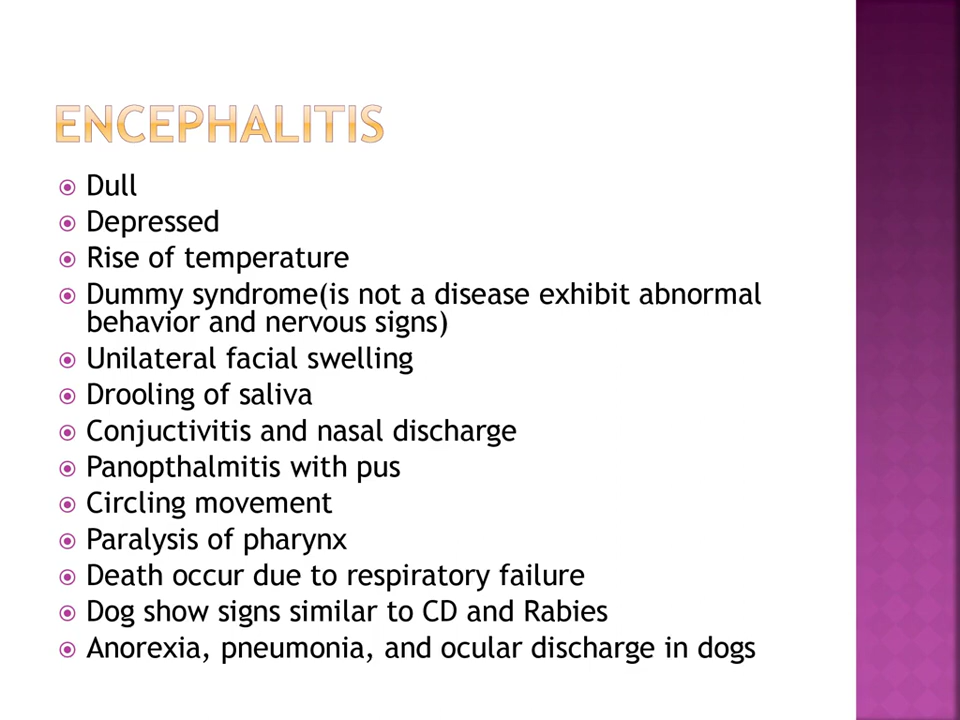 ENCEPHALITIS
Dull
Depressed
Rise of temperature
Dummy syndrome(is not a disease exhibit abnormal
behavior and nervous signs)
Unilateral facial swelling
Drooling of saliva
Conjuctivitis and nasal discharge
Panopthalmitis with pus
Circling movement
Paralysis of pharynx
Death occur due to respiratory failure
Dog show signs similar to CD and Rabies
Anorexia, pneumonia, and ocular discharge in dogs